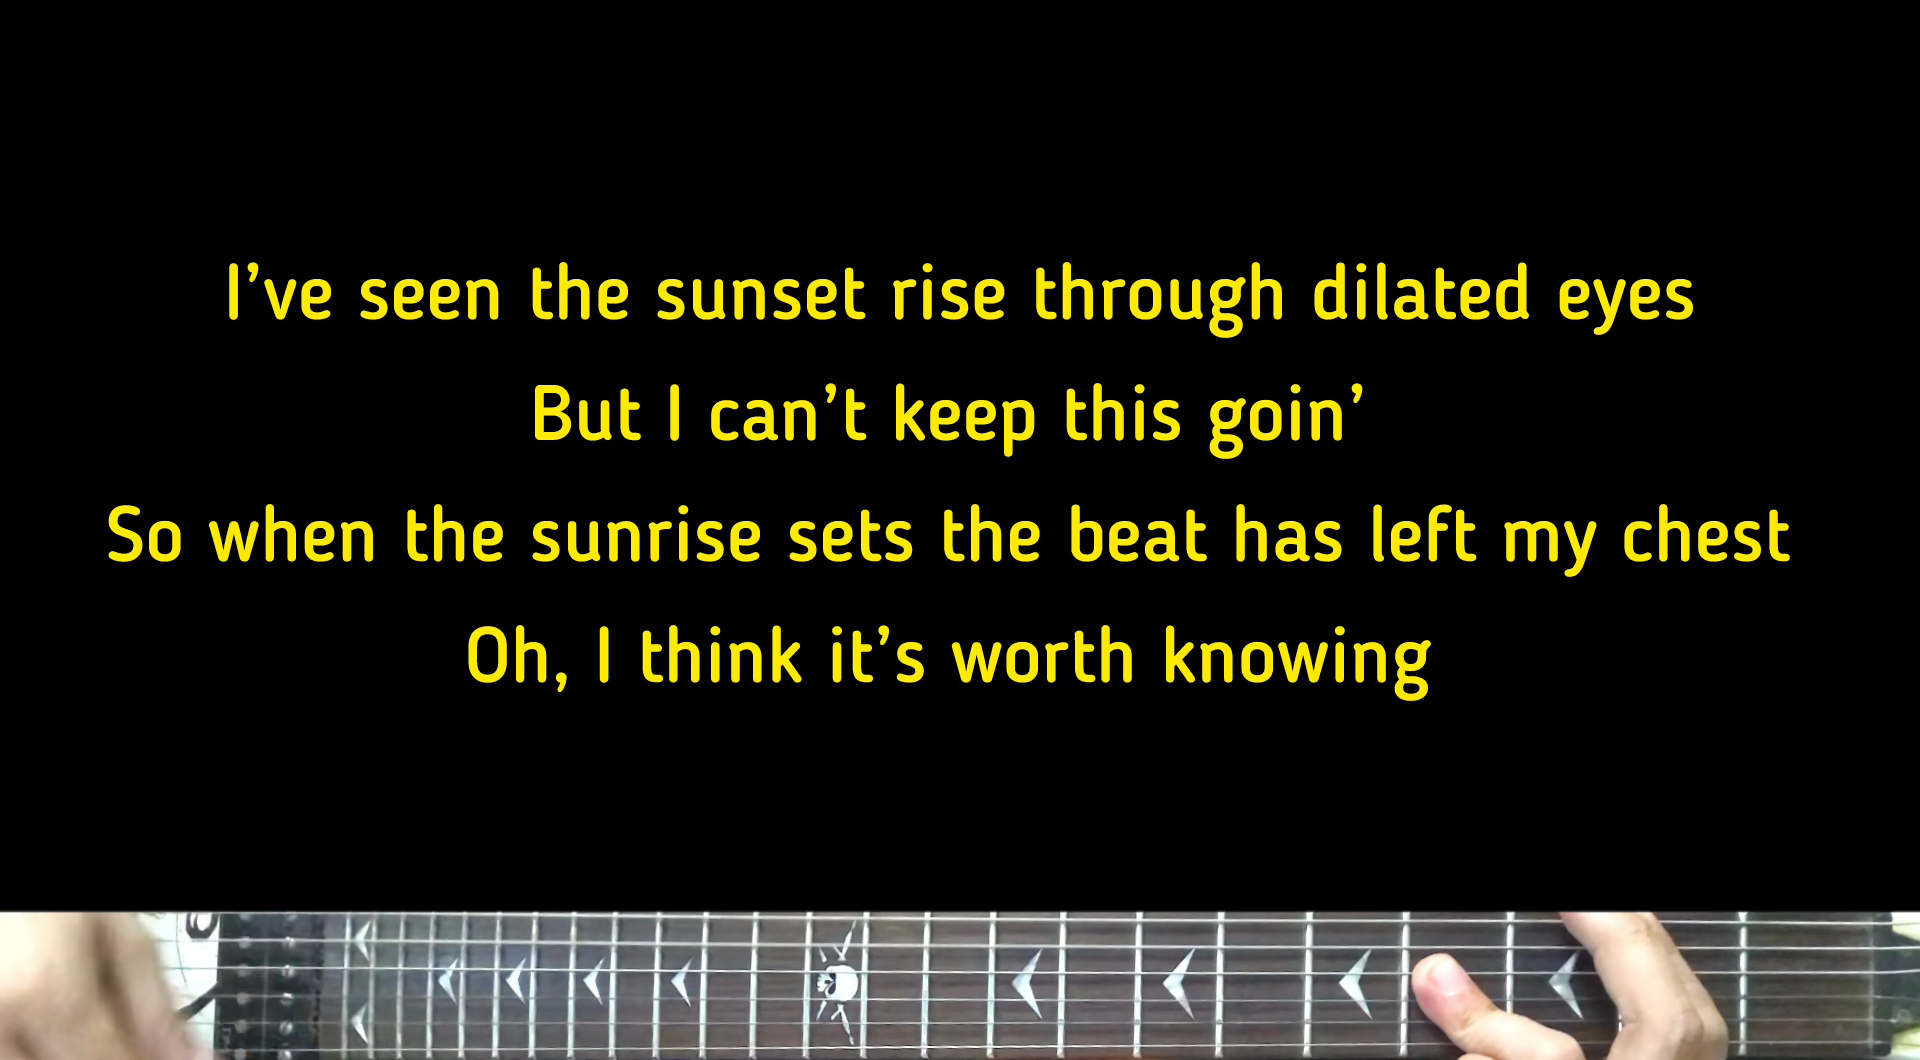 I’ve seen the sunset rise through dilated eyes
But I can’t keep this goin’
So when the sunrise sets the beat has left my chest
Oh, I think it’s worth knowing